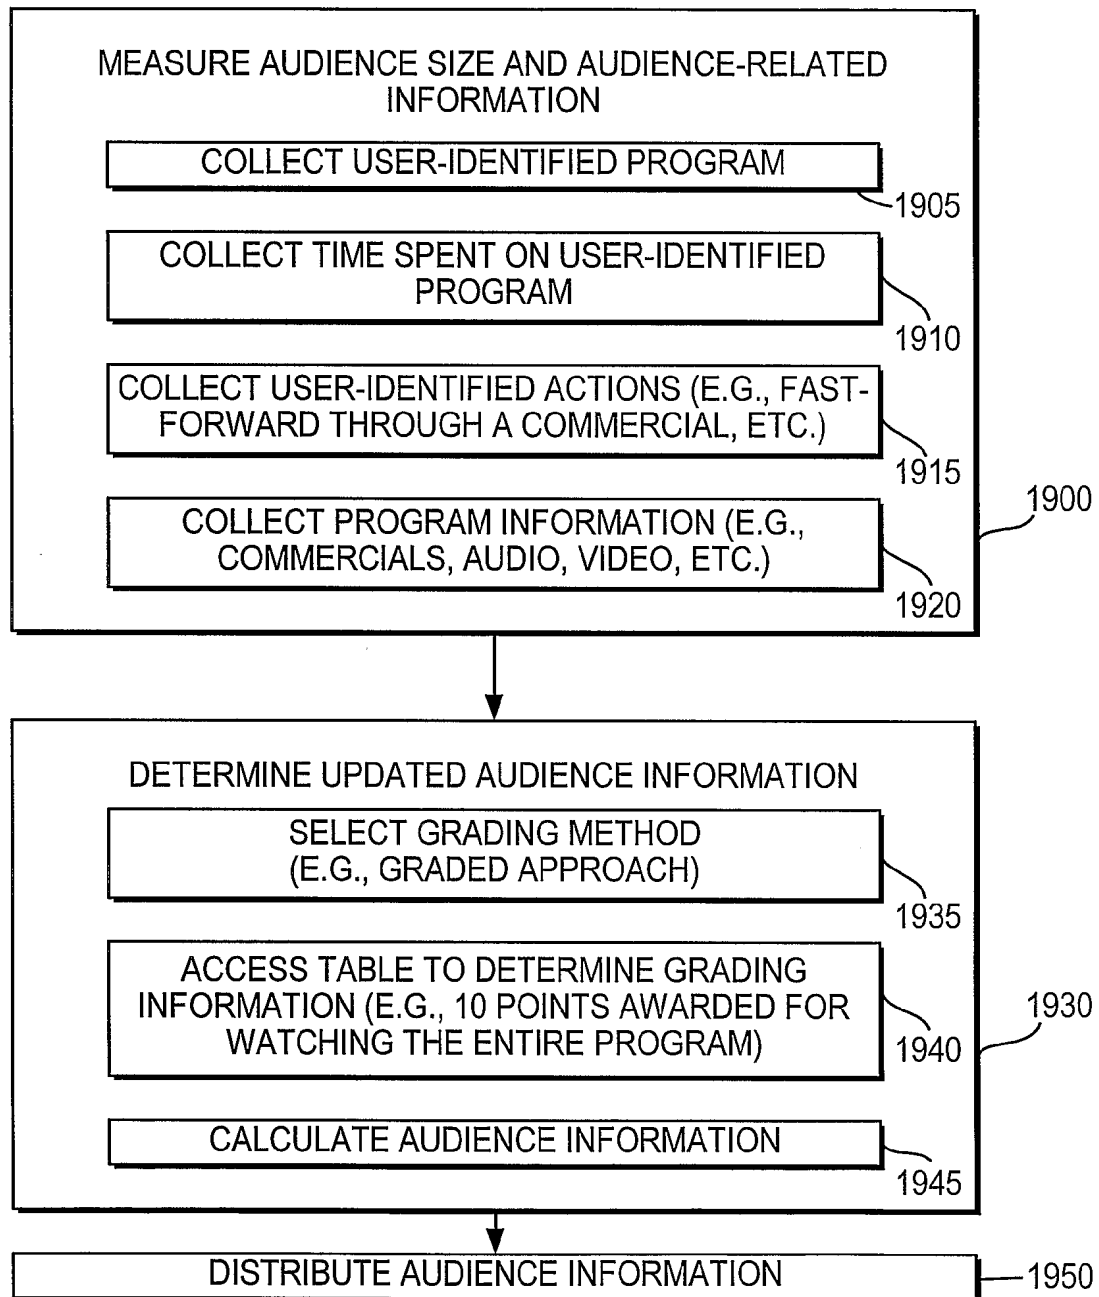 MEASURE AUDIENCE SIZE AND AUDIENCE-RELATED
INFORMATION
COLLECT USER-IDENTIFIED PROGRAM
1905
COLLECT TIME SPENT ON USER-IDENTIFIED
PROGRAM
1910
COLLECT USER-IDENTIFIED ACTIONS (E.G., FAST-
FORWARD THROUGH A COMMERCIAL, ETC.)
1915
1900
COLLECT PROGRAM INFORMATION (E.G.,
COMMERCIALS, AUDIO, VIDEO, ETC.)
1920
DETERMINE UPDATED AUDIENCE INFORMATION
SELECT GRADING METHOD
(E.G., GRADED APPROACH)
1935
ACCESS TABLE TO DETERMINE GRADING
INFORMATION (E.G., 10 POINTS AWARDED FOR
WATCHING THE ENTIRE PROGRAM)
1940
1930
CALCULATE AUDIENCE INFORMATION
1945
DISTRIBUTE AUDIENCE INFORMATION
1950